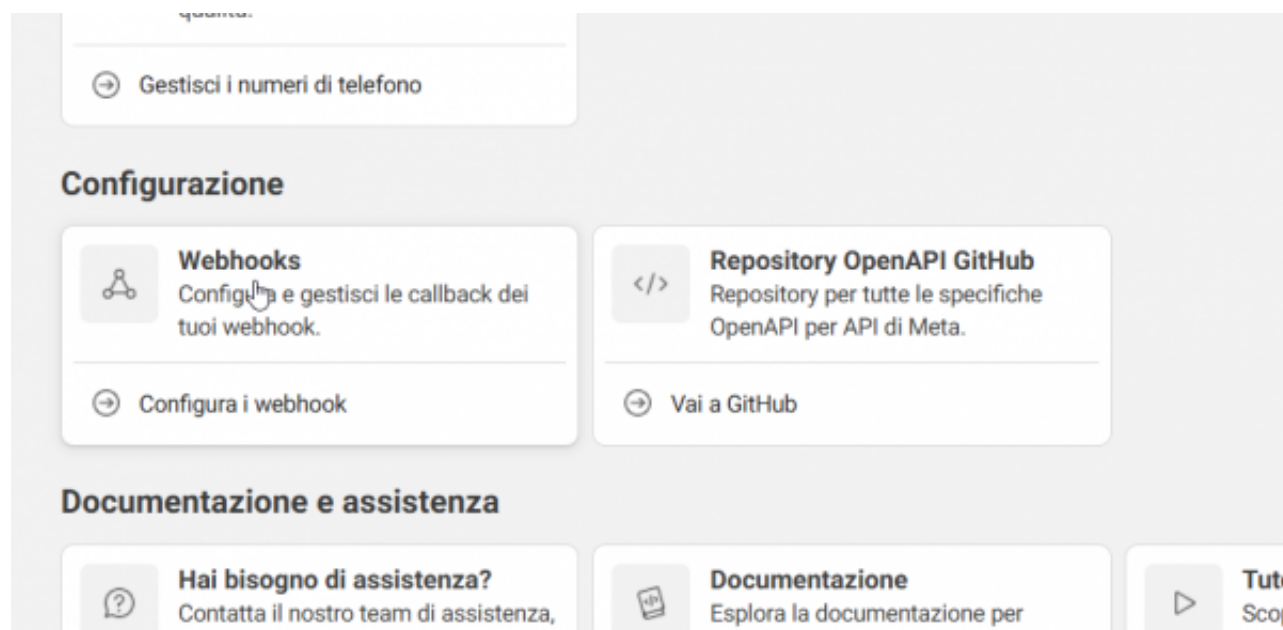 qualità.
Gestisci i numeri di telefono
Configurazione
Webhooks
Configura e gestisci le callback dei
tuoi webhook.
Configura i webhook
Repository OpenAPI GitHub
Repository per tutte le specifiche
OpenAPI per API di Meta.
Vai a GitHub
Documentazione e assistenza
Hai bisogno di assistenza?
Contatta il nostro team di assistenza,
Documentazione
Esplora la documentazione per